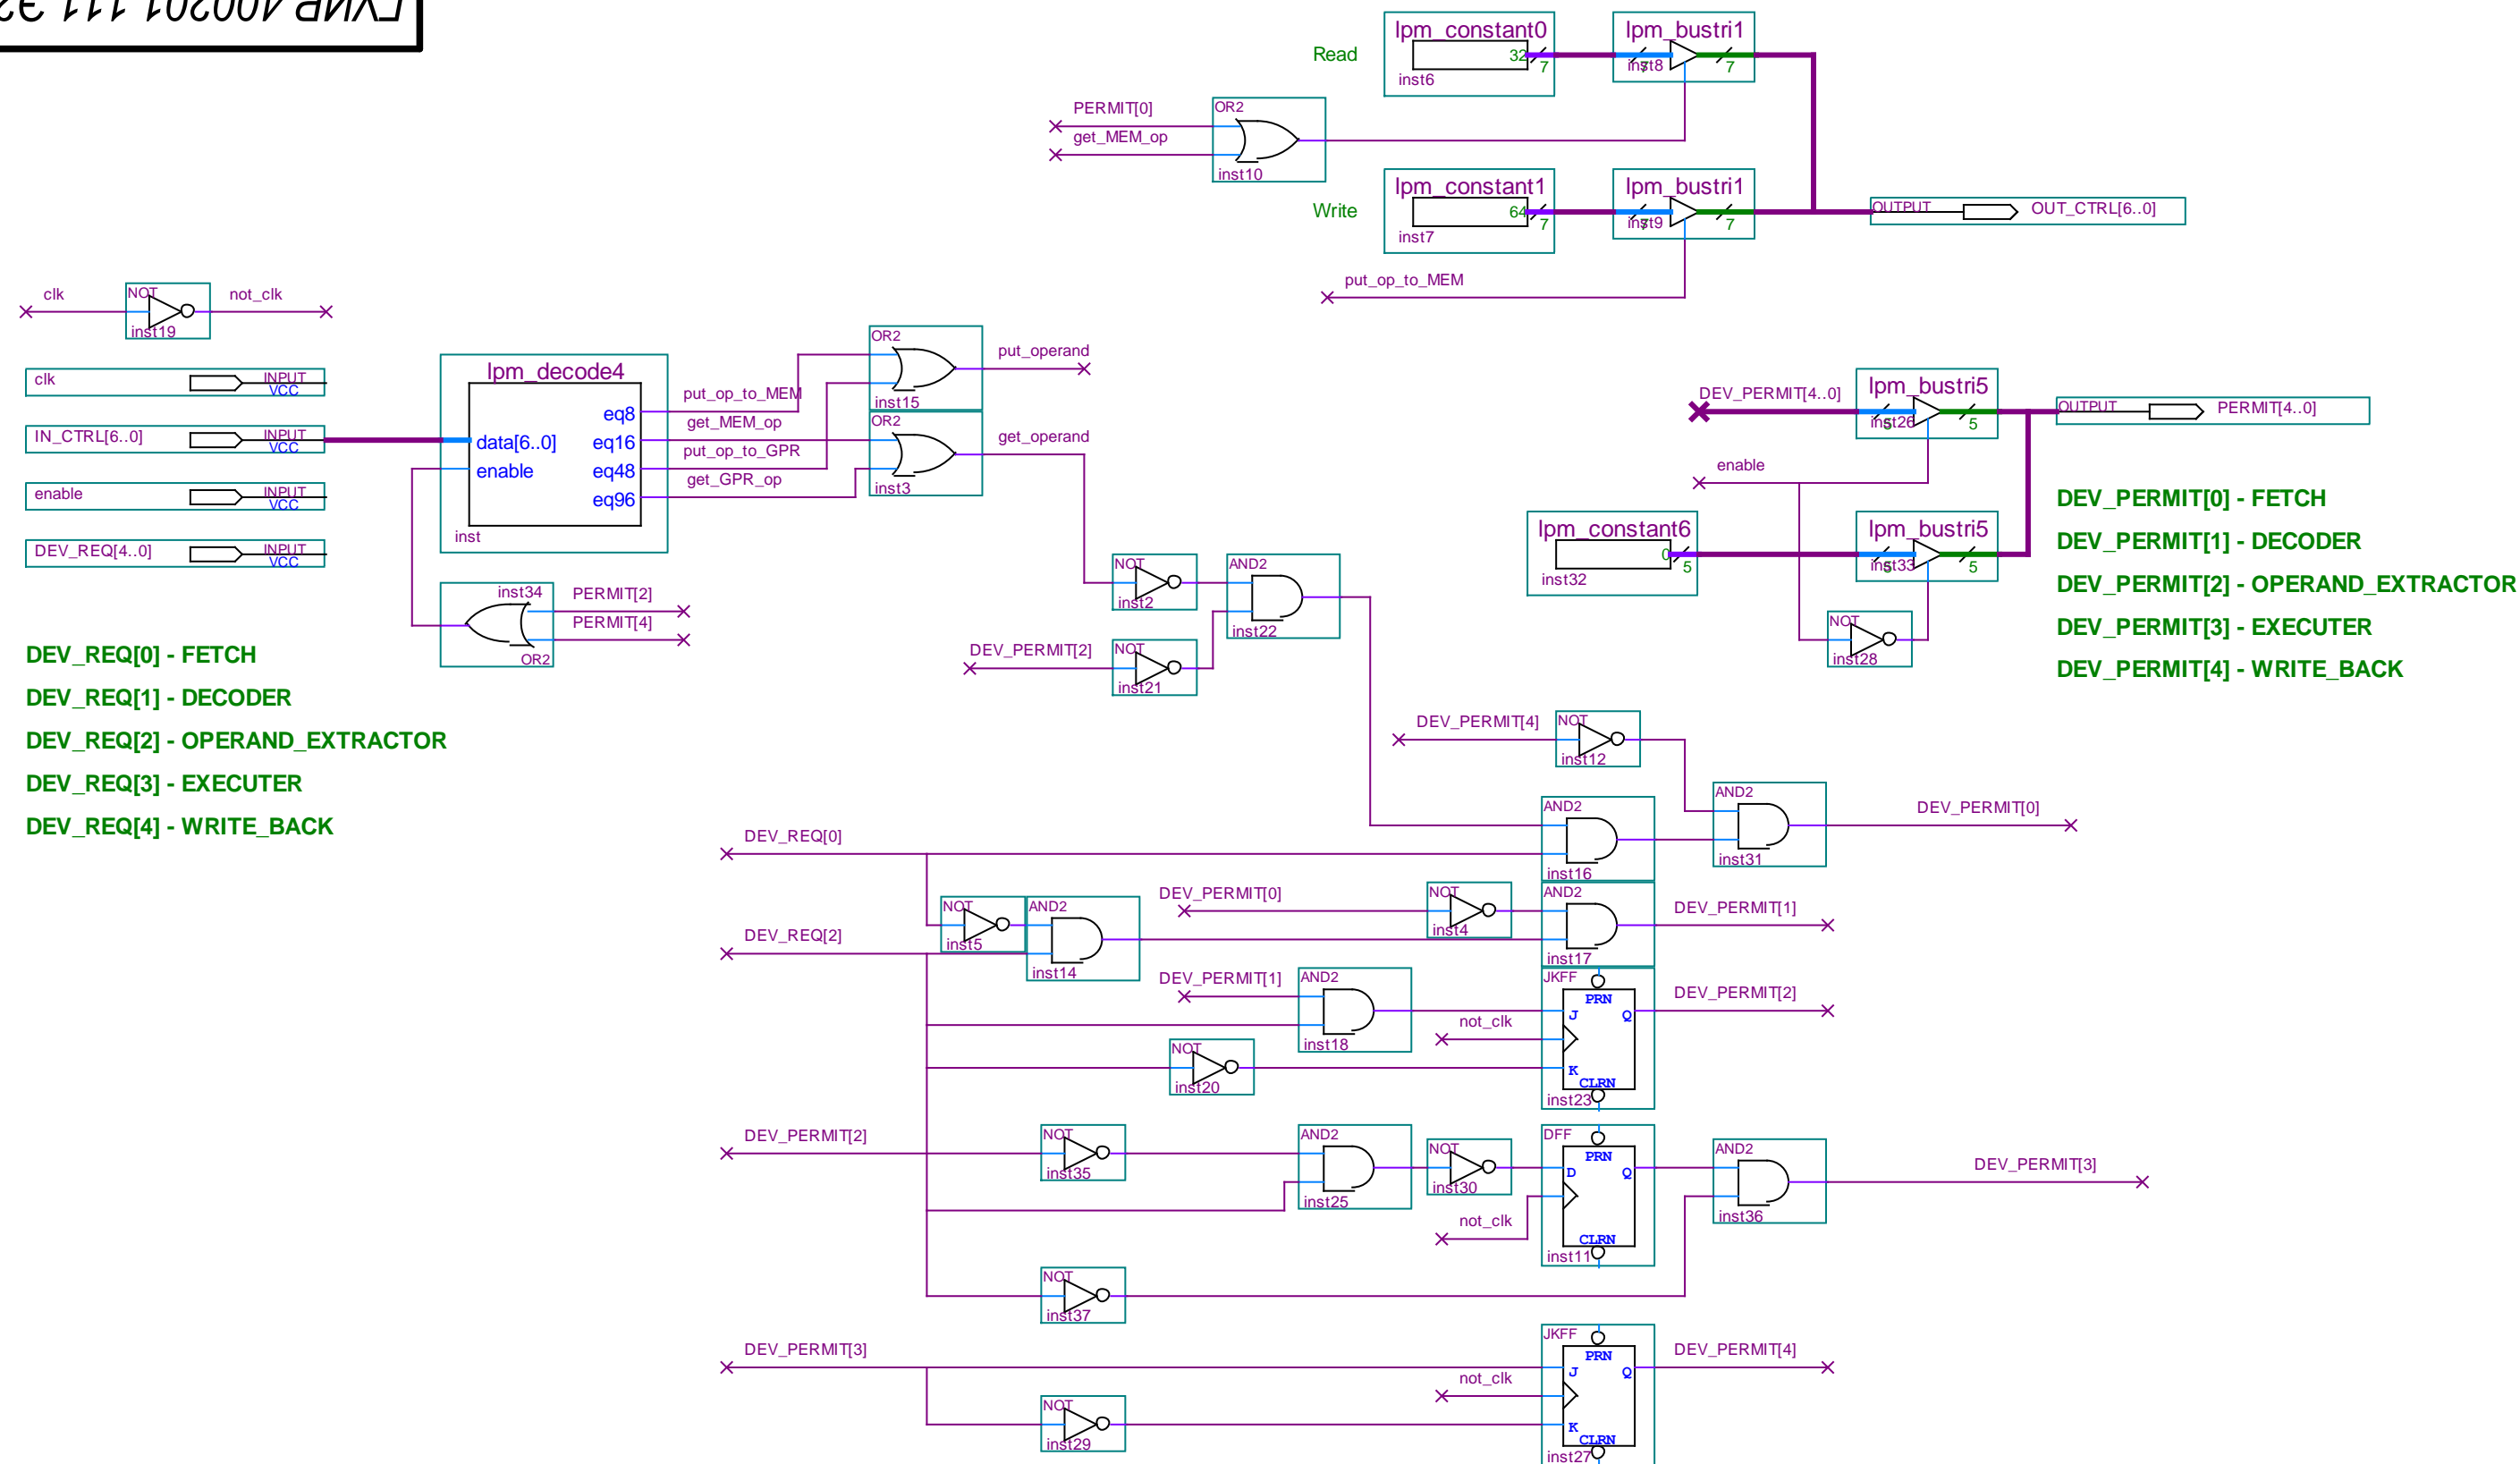 ГУИР.400201.111 Э2
lpm_constant0
32
7
inst6
lpm_bustri1
7
inst8
7
Read
PERMIT[0]
get_MEM_op
OR2
inst10
lpm_constant1
64
7
inst7
lpm_bustri1
7
inst9
7
Write
OUTPUT
OUT_CTRL[6..0]
put_op_to_MEM
clk
NOT
inst19
not_clk
clk
INPUT
VCC
IN_CTRL[6..0]
INPUT
VCC
enable
INPUT
VCC
DEV_REQ[4..0]
INPUT
VCC
lpm_decode4
data[6..0]
enable
eq8
eq16
eq48
eq96
inst
put_op_to_MEM
get_MEM_op
put_op_to_GPR
get_GPR_op
OR2
inst15
put_operand
OR2
inst3
get_operand
inst34
OR2
PERMIT[2]
PERMIT[4]
DEV_REQ[0] - FETCH
DEV_REQ[1] - DECODER
DEV_REQ[2] - OPERAND_EXTRACTOR
DEV_REQ[3] - EXECUTER
DEV_REQ[4] - WRITE_BACK
DEV_PERMIT[4..0]
lpm_bustri5
5
inst26
5
OUTPUT
PERMIT[4..0]
enable
lpm_constant6
0
5
inst32
lpm_bustri5
5
inst33
5
NOT
inst28
DEV_PERMIT[0] - FETCH
DEV_PERMIT[1] - DECODER
DEV_PERMIT[2] - OPERAND_EXTRACTOR
DEV_PERMIT[3] - EXECUTER
DEV_PERMIT[4] - WRITE_BACK
NOT
inst2
AND2
inst22
DEV_PERMIT[2]
NOT
inst21
DEV_PERMIT[4]
NOT
inst12
AND2
inst31
DEV_PERMIT[0]
DEV_REQ[0]
AND2
inst16
DEV_REQ[2]
NOT
inst5
AND2
inst14
DEV_PERMIT[0]
NOT
inst4
AND2
inst17
DEV_PERMIT[1]
DEV_PERMIT[1]
AND2
inst18
not_clk
NOT
inst20
JKFF
PRN
J
Q
K
CLRN
inst23
DEV_PERMIT[2]
DEV_PERMIT[2]
NOT
inst35
AND2
inst25
NOT
inst30
not_clk
DFF
PRN
D
Q
CLRN
inst11
AND2
inst36
DEV_PERMIT[3]
NOT
inst37
DEV_PERMIT[3]
not_clk
NOT
inst29
JKFF
PRN
J
Q
K
CLRN
inst27
DEV_PERMIT[4]